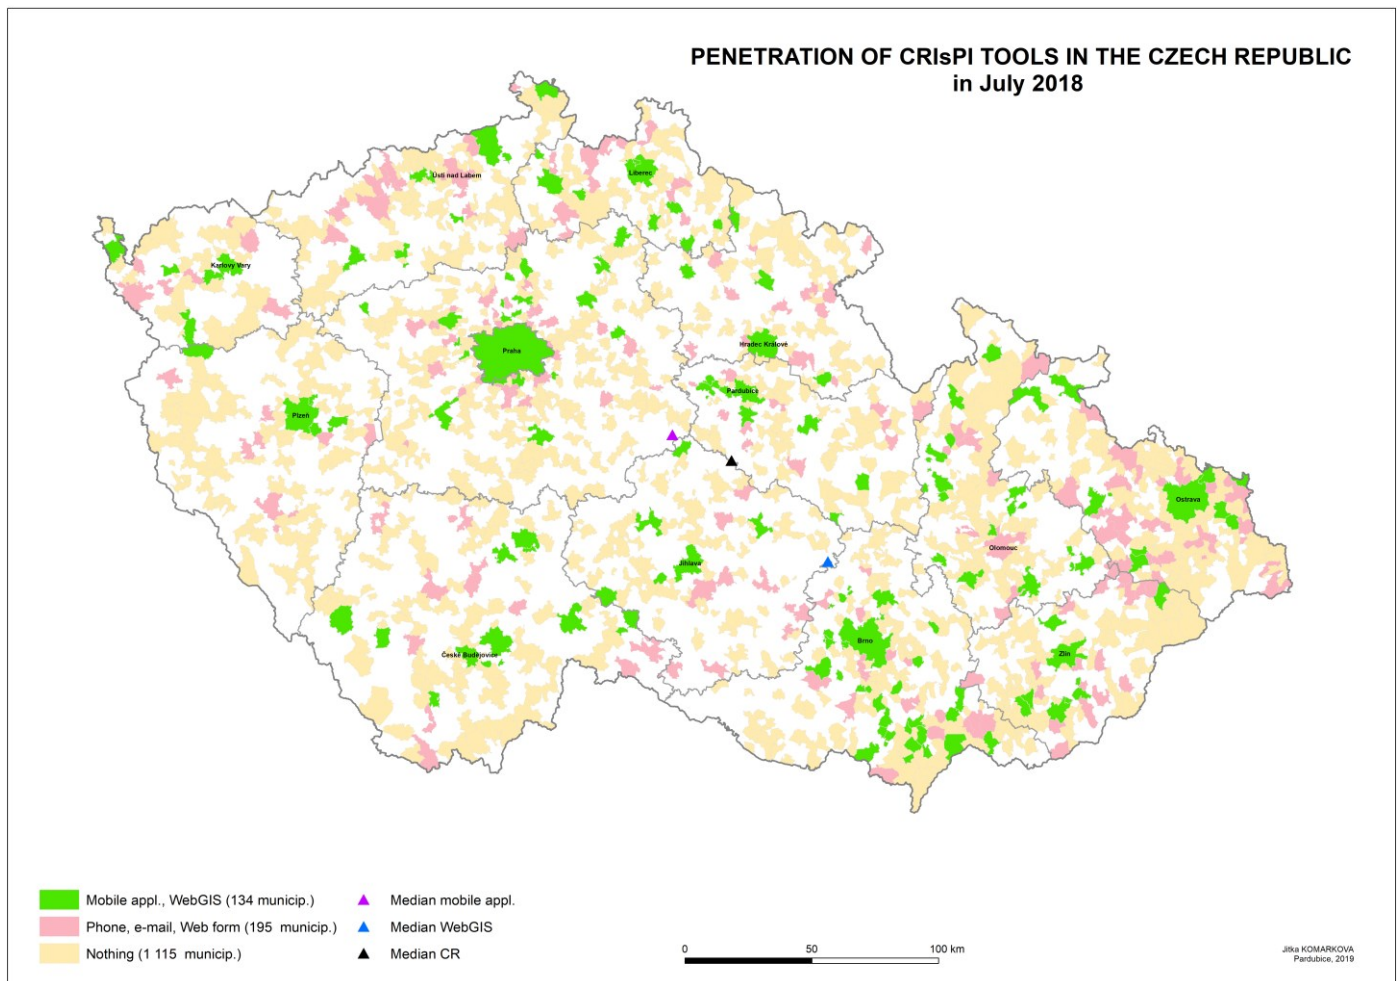 PENETRATION OF CRIsPI TOOLS IN THE CZECH REPUBLIC
in July 2018
Ústí nad Labem
Liberec
Karlovy Vary
Praha
Hradec Králové
Pardubice
Plzeň
Ostrava
Olomouc
Jihlava
Brno
Zlín
České Budějovice
Mobile appl., WebGIS (134 municip.)
Phone, e-mail, Web form (195 municip.)
Nothing (1 115 municip.)
Median mobile appl.
Median WebGIS
Median CR
0 50 100 km
Jitka KOMARKOVA
Pardubice, 2019